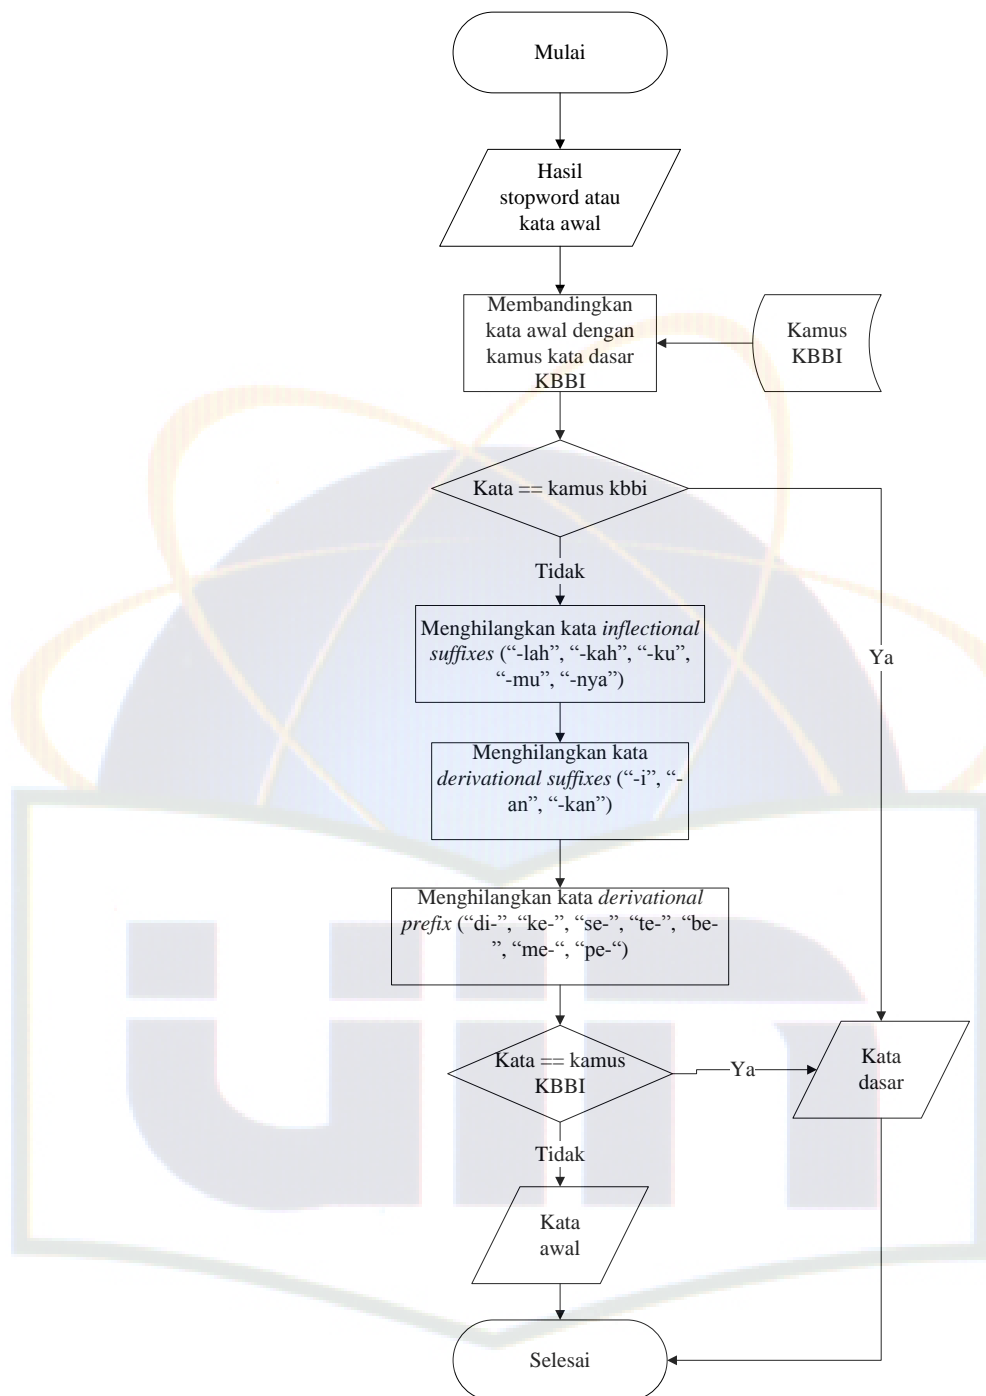 Mulai
Hasil
stopword atau
kata awal
Membandingkan
kata awal dengan
kamus kata dasar
KBBI
Kamus
KBBI
Kata == kamus kbbi
Tidak
Ya
Menghilangkan kata inflectional
suffixes (“-lah”, “-kah”, “-ku”,
“-mu”, “-nya”)
Menghilangkan kata
derivational suffixes (“-i”, “-
an”, “-kan”)
Menghilangkan kata derivational
prefix (“di-”, “ke-”, “se-”, “te-”, “be-
”, “me-“, “pe-“)
Kata == kamus
KBBI
Ya
Kata
dasar
Tidak
Kata
awal
Selesai
uin